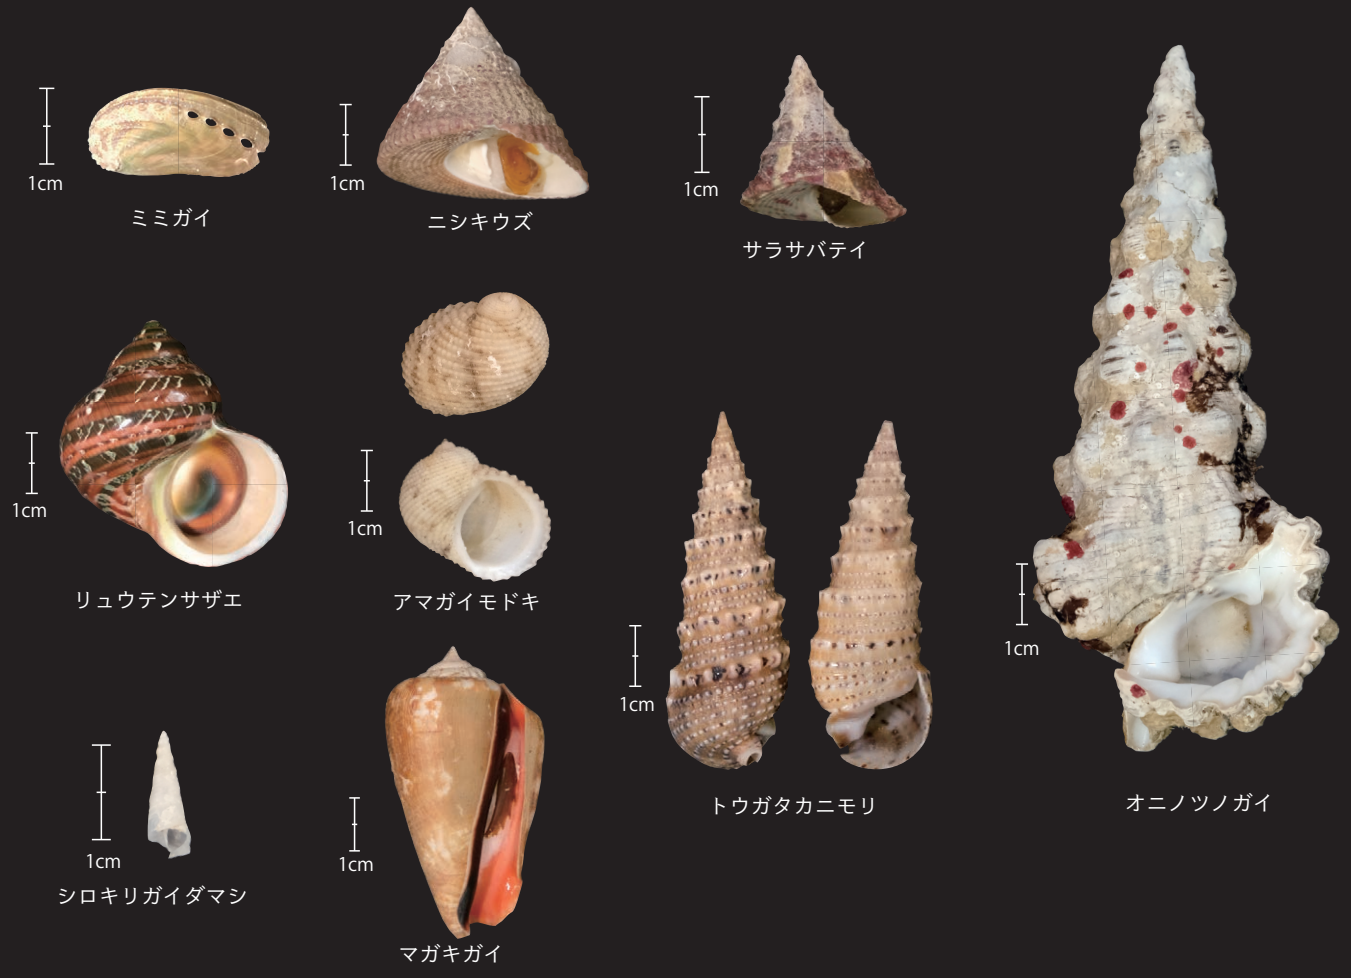 1cm
ミミガイ
1cm
ニシキウズ
1cm
サラサバテイ
1cm
リュウテンサザエ
1cm
アマガイモドキ
1cm
トウガタカニモリ
1cm
オニノツノガイ
1cm
シロキリガイダマシ
1cm
マガキガイ